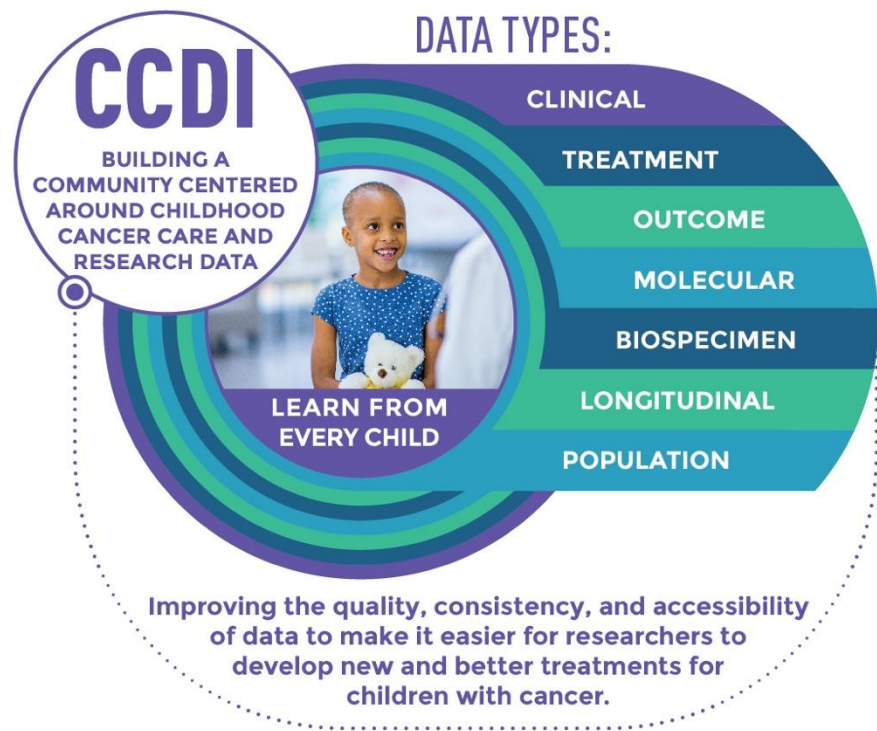 CCDI
BUILDING A
COMMUNITY CENTERED
AROUND CHILDHOOD
CANCER CARE AND
RESEARCH DATA
DATA TYPES:
CLINICAL
TREATMENT
OUTCOME
MOLECULAR
BIOSPECIMEN
LONGITUDINAL
POPULATION
LEARN FROM
EVERY CHILD
Improving the quality, consistency, and accessibility
of data to make it easier for researchers to
develop new and better treatments for
children with cancer.